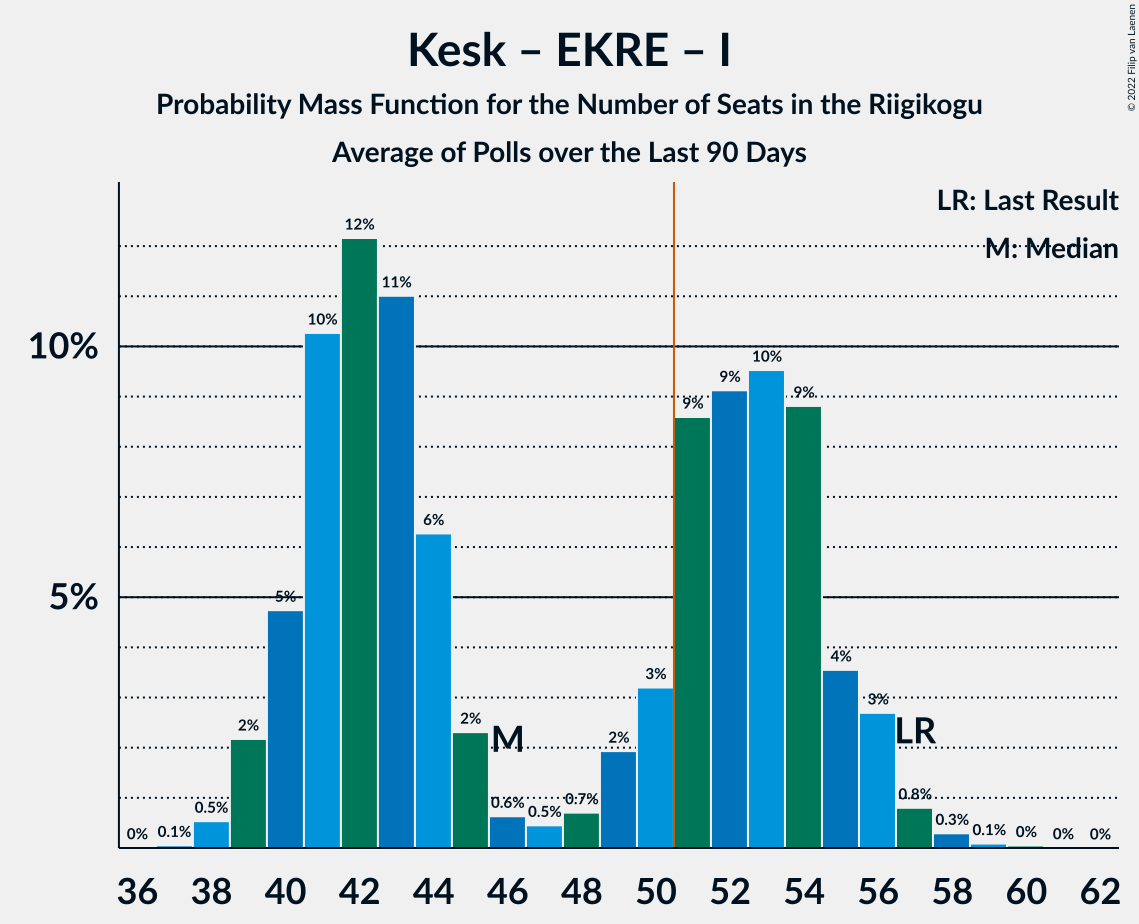 Kesk – EKRE – I
Probability Mass Function for the Number of Seats in the Riigikogu
Average of Polls over the Last 90 Days
© 2022 Filip van Laenen
LR: Last Result
M: Median
10%
5%
0% 0.1% 0.5% 2% 5% 10% 12% 11% 6% 2% 0.6% 0.5% 0.7% 2% 3% 9% 9% 10% 9% 4% 3% 0.8% 0.3% 0.1% 0% 0% 0%
M
LR
36 38 40 42 44 46 48 50 52 54 56 58 60 62